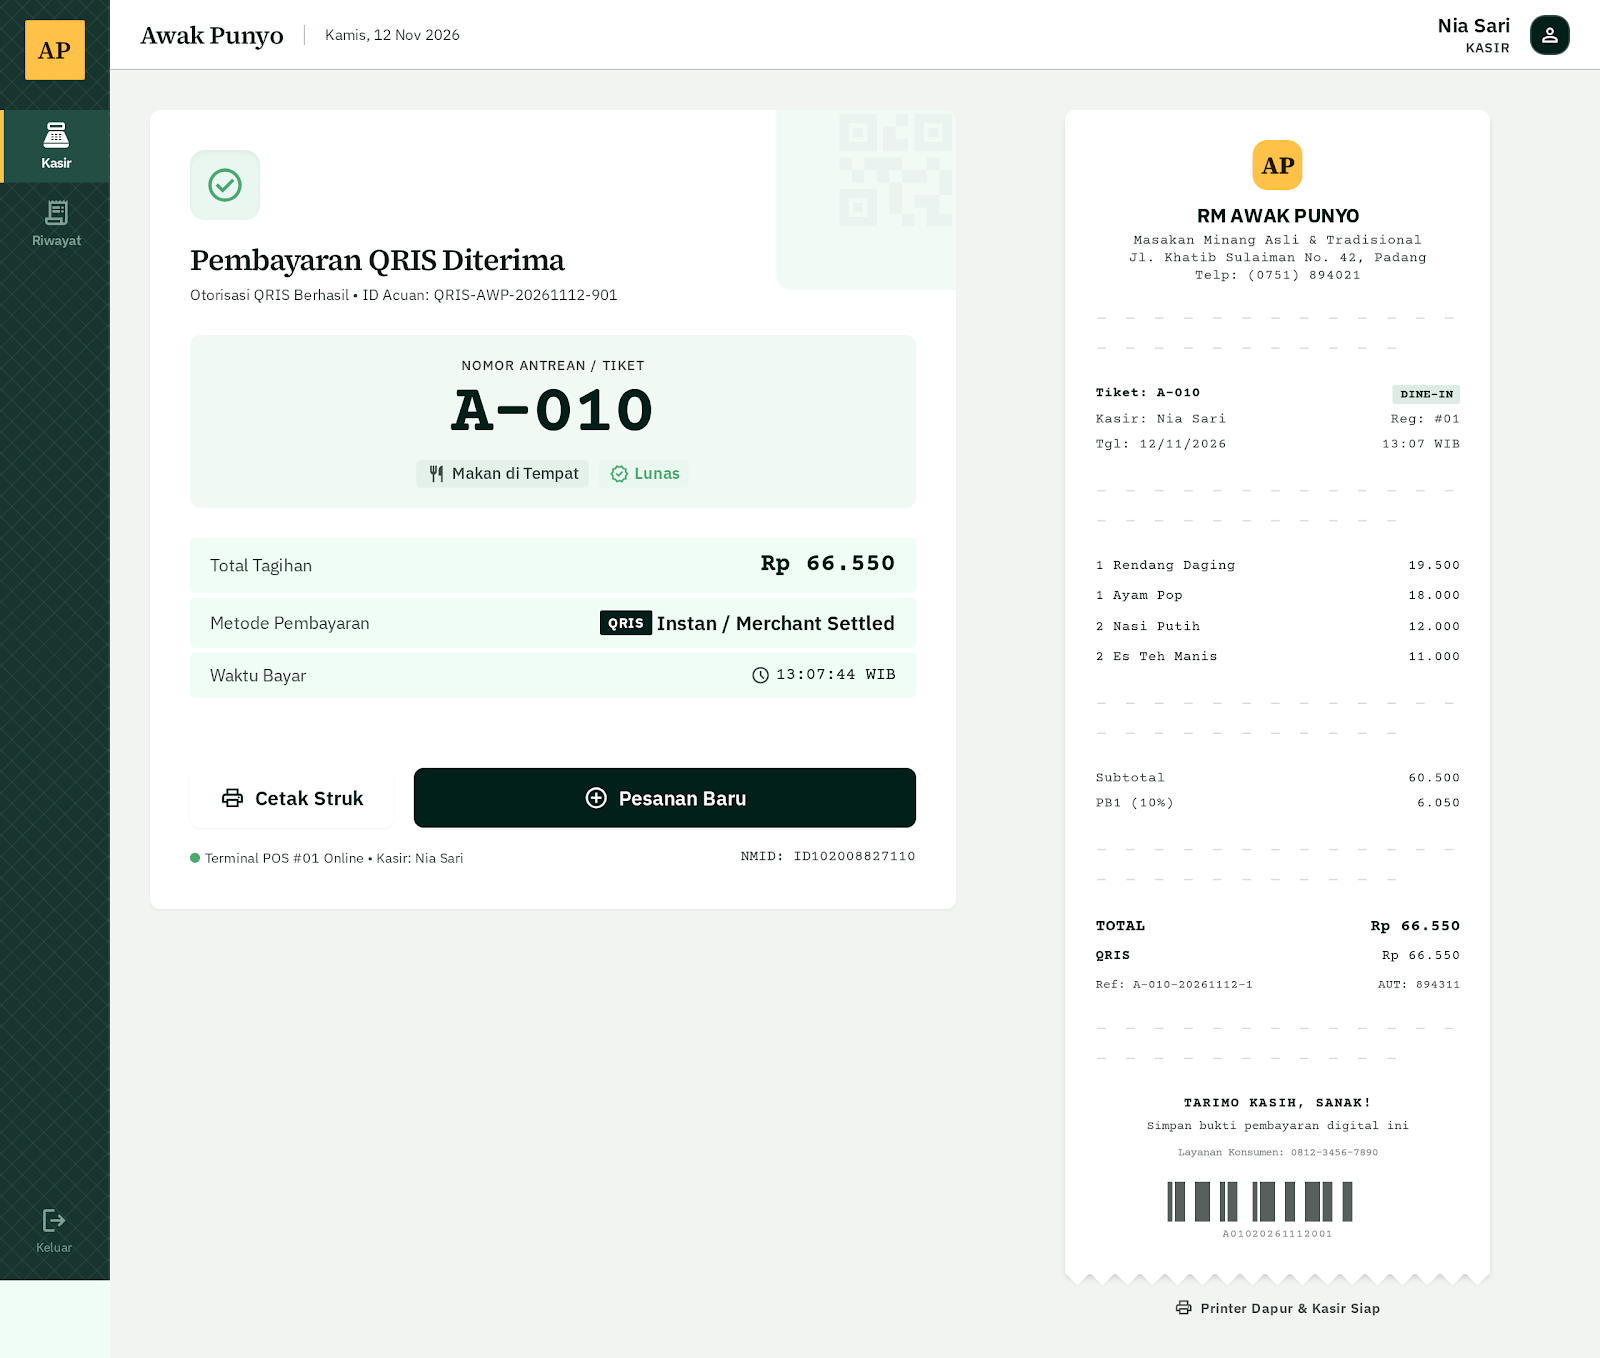 AP
Kasir
Riwayat
Keluar
Awak Punyo
Kamis, 12 Nov 2026
Nia Sari
KASIR
Pembayaran QRIS Diterima
Otorisasi QRIS Berhasil • ID Acuan: QRIS-AWP-20261112-901
NOMOR ANTREAN / TIKET
A-010
Makan di Tempat
Lunas
Total Tagihan
Rp 66.550
Metode Pembayaran
QRIS Instan / Merchant Settled
Waktu Bayar
13:07:44 WIB
Cetak Struk
Pesanan Baru
Terminal POS #01 Online • Kasir: Nia Sari
NMID: ID102008827110
AP
RM AWAK PUNYO
Masakan Minang Asli & Tradisional
Jl. Khatib Sulaiman No. 42, Padang
Telp: (0751) 894021
Tiket: A-010
DINE-IN
Kasir: Nia Sari
Reg: #01
Tgl: 12/11/2026
13:07 WIB
1 Rendang Daging 19.500
1 Ayam Pop 18.000
2 Nasi Putih 12.000
2 Es Teh Manis 11.000
Subtotal 60.500
PB1 (10%) 6.050
TOTAL Rp 66.550
QRIS Rp 66.550
Ref: A-010-20261112-1
AUT: 894311
TARIMO KASIH, SANAK!
Simpan bukti pembayaran digital ini
Layanan Konsumen: 0812-3456-7890
A01020261112001
Printer Dapur & Kasir Siap